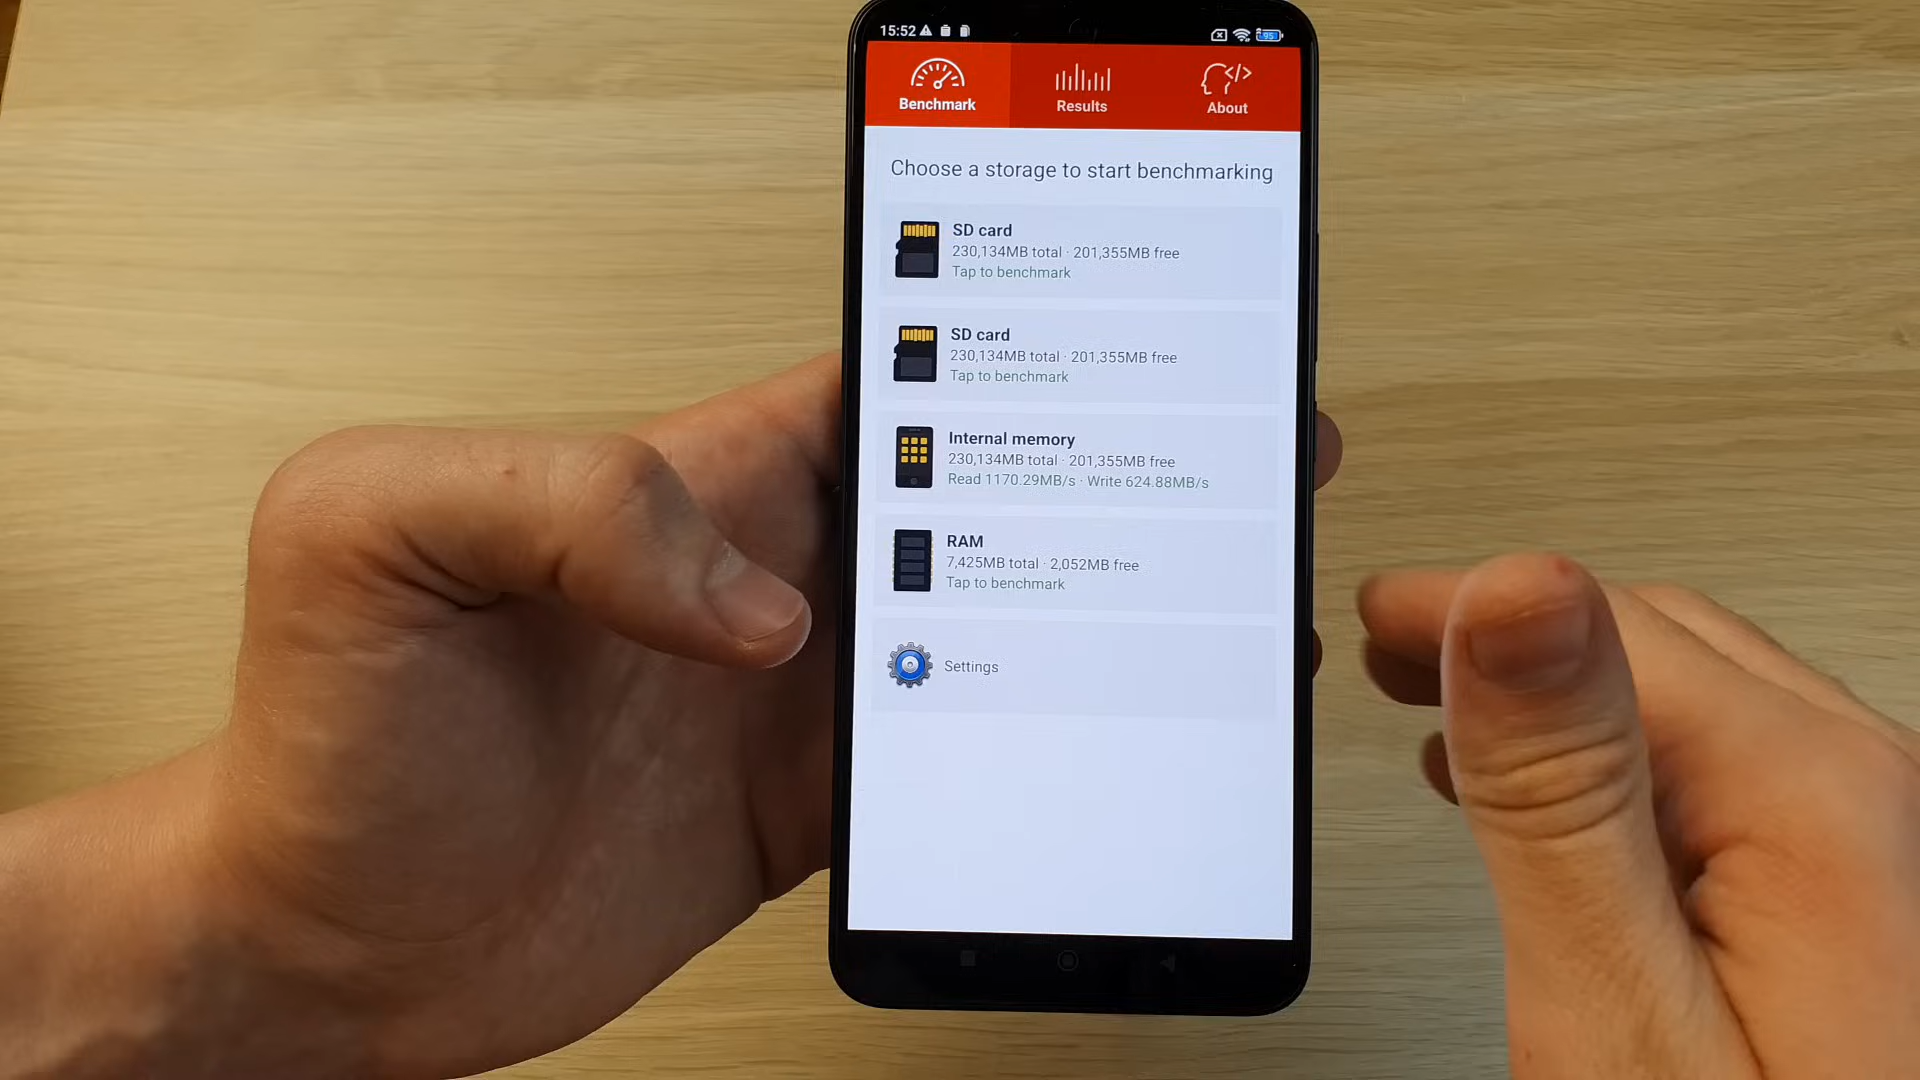 15:52
95
Benchmark
Results
About
Choose a storage to start benchmarking
SD card
230,134MB total · 201,355MB free
Tap to benchmark
SD card
230,134MB total · 201,355MB free
Tap to benchmark
Internal memory
230,134MB total · 201,355MB free
Read 1170.29MB/s · Write 624.88MB/s
RAM
7,425MB total · 2,052MB free
Tap to benchmark
Settings